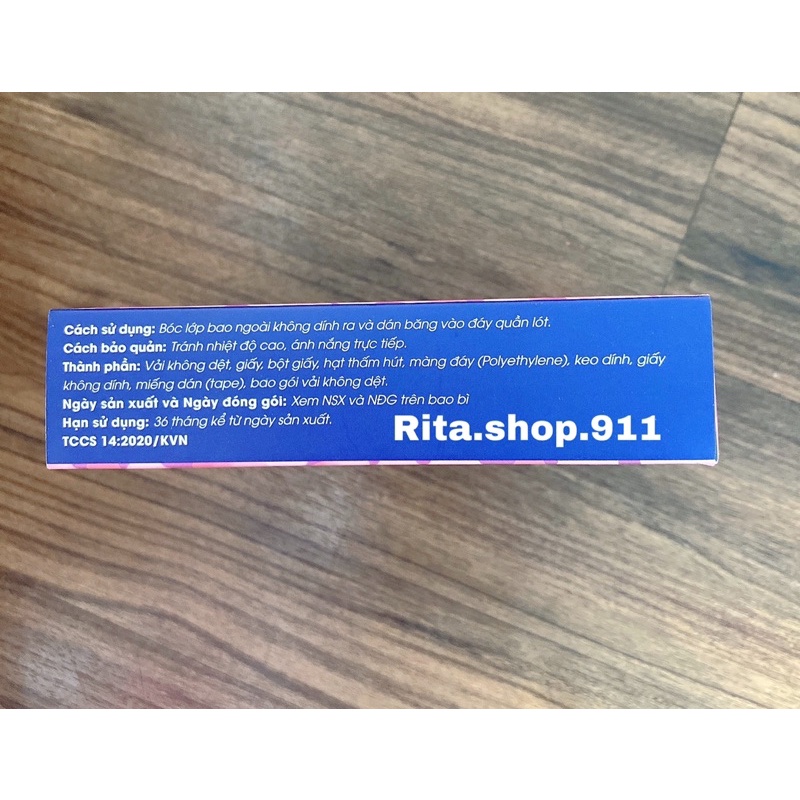 Cách sử dụng: Bóc lớp bao ngoài không dính ra và dán băng vào đáy quần lót.
Cách bảo quản: Tránh nhiệt độ cao, ánh nắng trực tiếp.
Thành phần: Vải không dệt, giấy, bột giấy, hạt thấm hút, màng đáy (Polyethylene), keo dính, giấy
không dính, miếng dán (tape), bao gói vải không dệt.
Ngày sản xuất và Ngày đóng gói: Xem NSX và NĐG trên bao bì
Hạn sử dụng: 36 tháng kể từ ngày sản xuất.
TCCS 14:2020/KVN
Rita.shop.911